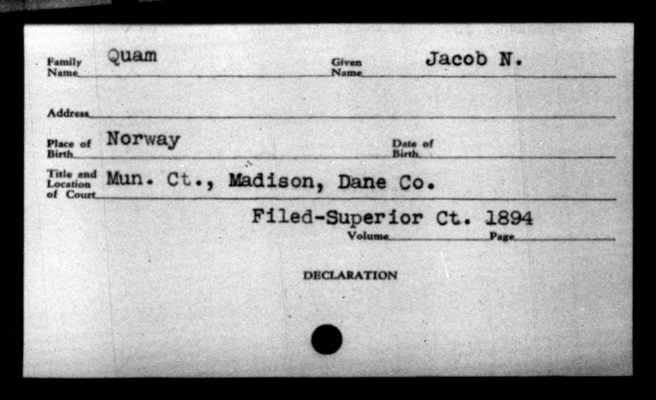 Family Name Quam Given Name Jacob N.
Address
Place of Birth Norway Date of Birth
Title and Location of Court Mun. Ct., Madison, Dane Co.
Filed-Superior Ct. 1894
Volume Page
DECLARATION